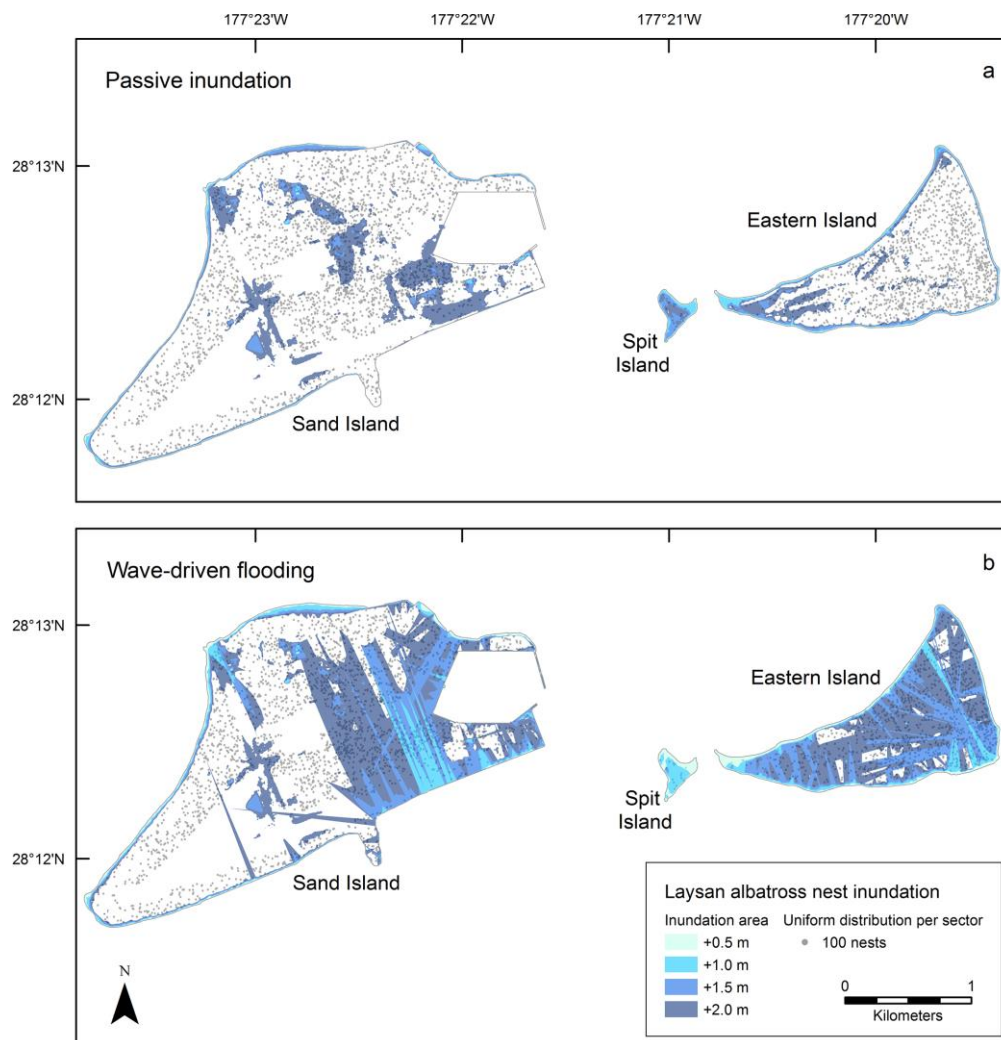 177°23'W 177°22'W 177°21'W 177°20'W
Passive inundation
a
28°13'N
Eastern Island
Spit
Island
28°12'N
Sand Island
Wave-driven flooding
b
28°13'N
Eastern Island
Spit
Island
28°12'N
Sand Island
N
Laysan albatross nest inundation
Inundation area Uniform distribution per sector
+0.5 m 100 nests
+1.0 m
+1.5 m 0 1
+2.0 m Kilometers